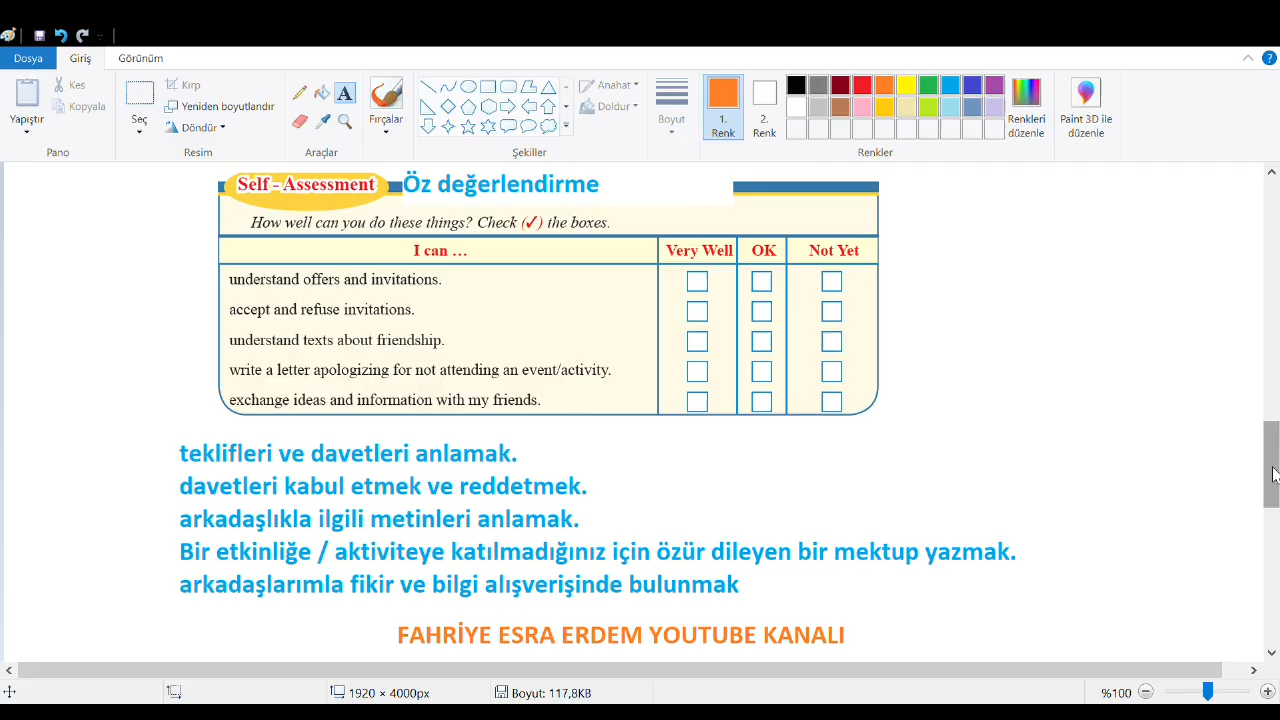 Dosya Giriş Görünüm
Yapıştır Kes Kopyala
Pano
Seç Kırp Yeniden boyutlandır Döndür
Resim
A
Araçlar
Fırçalar
Şekiller
Anahat Doldur
Boyut
1. Renk 2. Renk
Renkleri düzenle
Paint 3D ile düzenle
Renkler
Self - Assessment Öz değerlendirme
How well can you do these things? Check (✓) the boxes.
I can … Very Well OK Not Yet
understand offers and invitations.
accept and refuse invitations.
understand texts about friendship.
write a letter apologizing for not attending an event/activity.
exchange ideas and information with my friends.
teklifleri ve davetleri anlamak.
davetleri kabul etmek ve reddetmek.
arkadaşlıkla ilgili metinleri anlamak.
Bir etkinliğe / aktiviteye katılmadığınız için özür dileyen bir mektup yazmak.
arkadaşlarımla fikir ve bilgi alışverişinde bulunmak
FAHRİYE ESRA ERDEM YOUTUBE KANALI
1920 × 4000px Boyut: 117,8KB %100